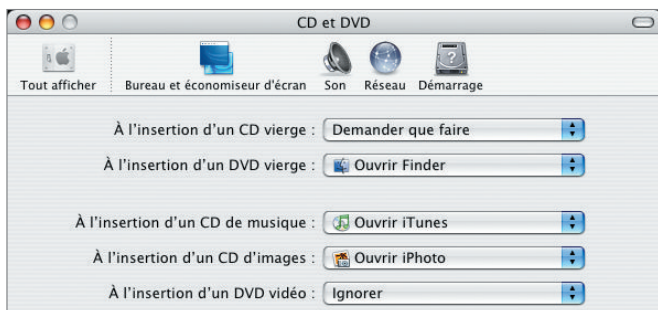 CD et DVD
Tout afficher Bureau et économiseur d'écran Son Réseau Démarrage
À l'insertion d'un CD vierge : Demander que faire
À l'insertion d'un DVD vierge : Ouvrir Finder
À l'insertion d'un CD de musique : Ouvrir iTunes
À l'insertion d'un CD d'images : Ouvrir iPhoto
À l'insertion d'un DVD vidéo : Ignorer